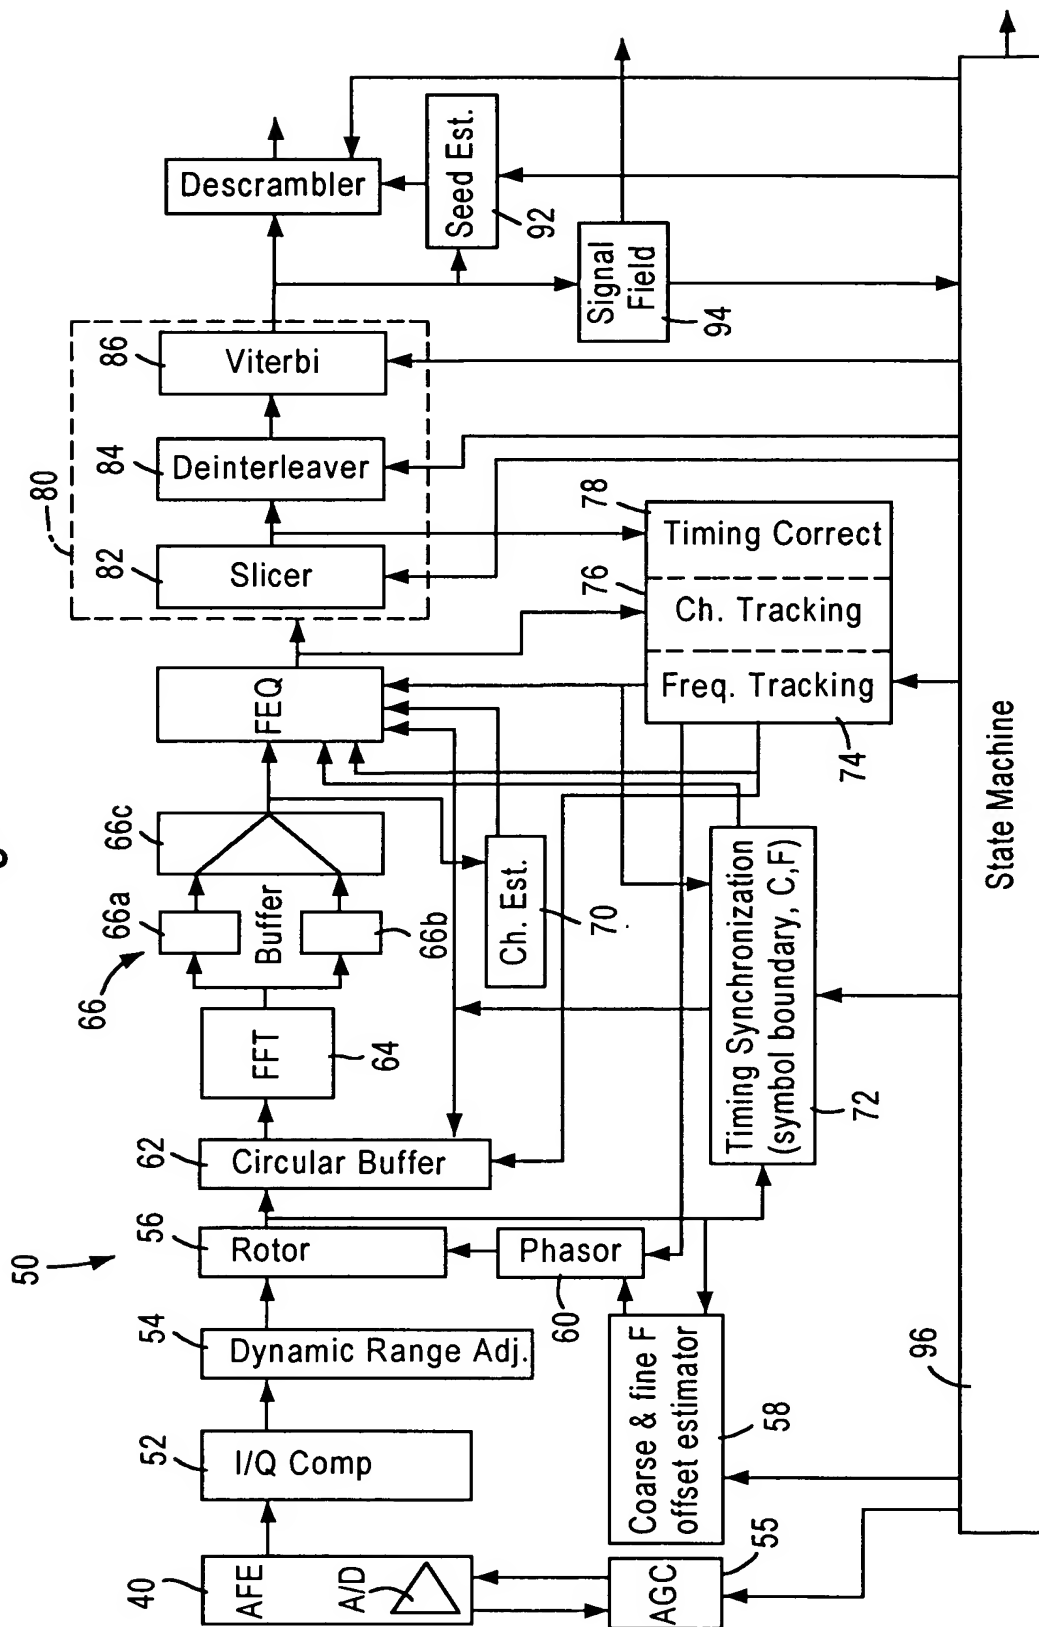 50
40
AFE
A/D
AGC
55
52
I/Q Comp
54
Dynamic Range Adj.
56
Rotor
Phasor
60
Coarse & fine F
offset estimator
58
62
Circular Buffer
FFT
64
66
66a
Buffer
66b
66c
Ch. Est.
70
Timing Synchronization
(symbol boundary, C,F)
72
FEQ
Freq. Tracking
74
Ch. Tracking
76
Timing Correct
78
80
82
Slicer
84
Deinterleaver
86
Viterbi
Descrambler
Seed Est.
92
Signal
Field
94
State Machine
96